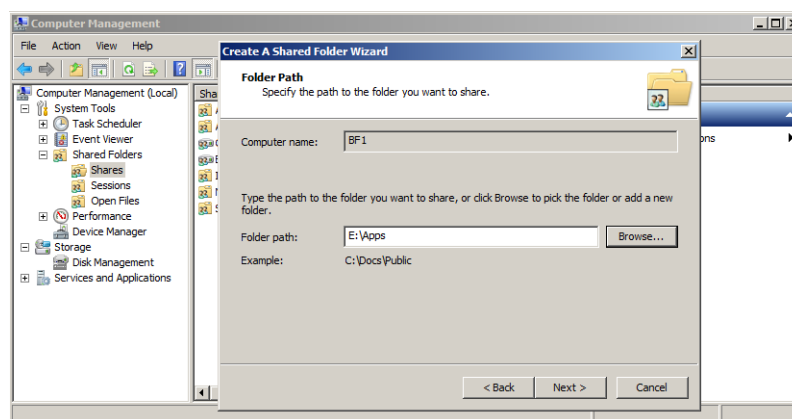 Computer Management
File Action View Help
Computer Management (Local)
System Tools
Task Scheduler
Event Viewer
Shared Folders
Shares
Sessions
Open Files
Performance
Device Manager
Storage
Disk Management
Services and Applications
Sha
Create A Shared Folder Wizard
Folder Path
Specify the path to the folder you want to share.
Computer name: BF1
Type the path to the folder you want to share, or click Browse to pick the folder or add a new
folder.
Folder path: E:\Apps Browse...
Example: C:\Docs\Public
< Back Next > Cancel
ons